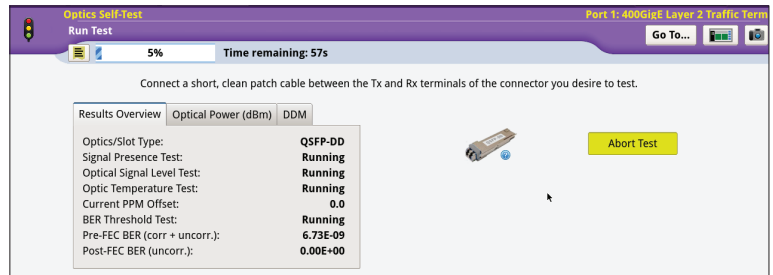 Optics Self-Test
Port 1: 400GigE Layer 2 Traffic Term
Run Test
Go To...
5%
Time remaining: 57s
Connect a short, clean patch cable between the Tx and Rx terminals of the connector you desire to test.
Results Overview
Optical Power (dBm)
DDM
Optics/Slot Type: QSFP-DD
Signal Presence Test: Running
Optical Signal Level Test: Running
Optic Temperature Test: Running
Current PPM Offset: 0.0
BER Threshold Test: Running
Pre-FEC BER (corr + uncorr.): 6.73E-09
Post-FEC BER (uncorr.): 0.00E+00
Abort Test